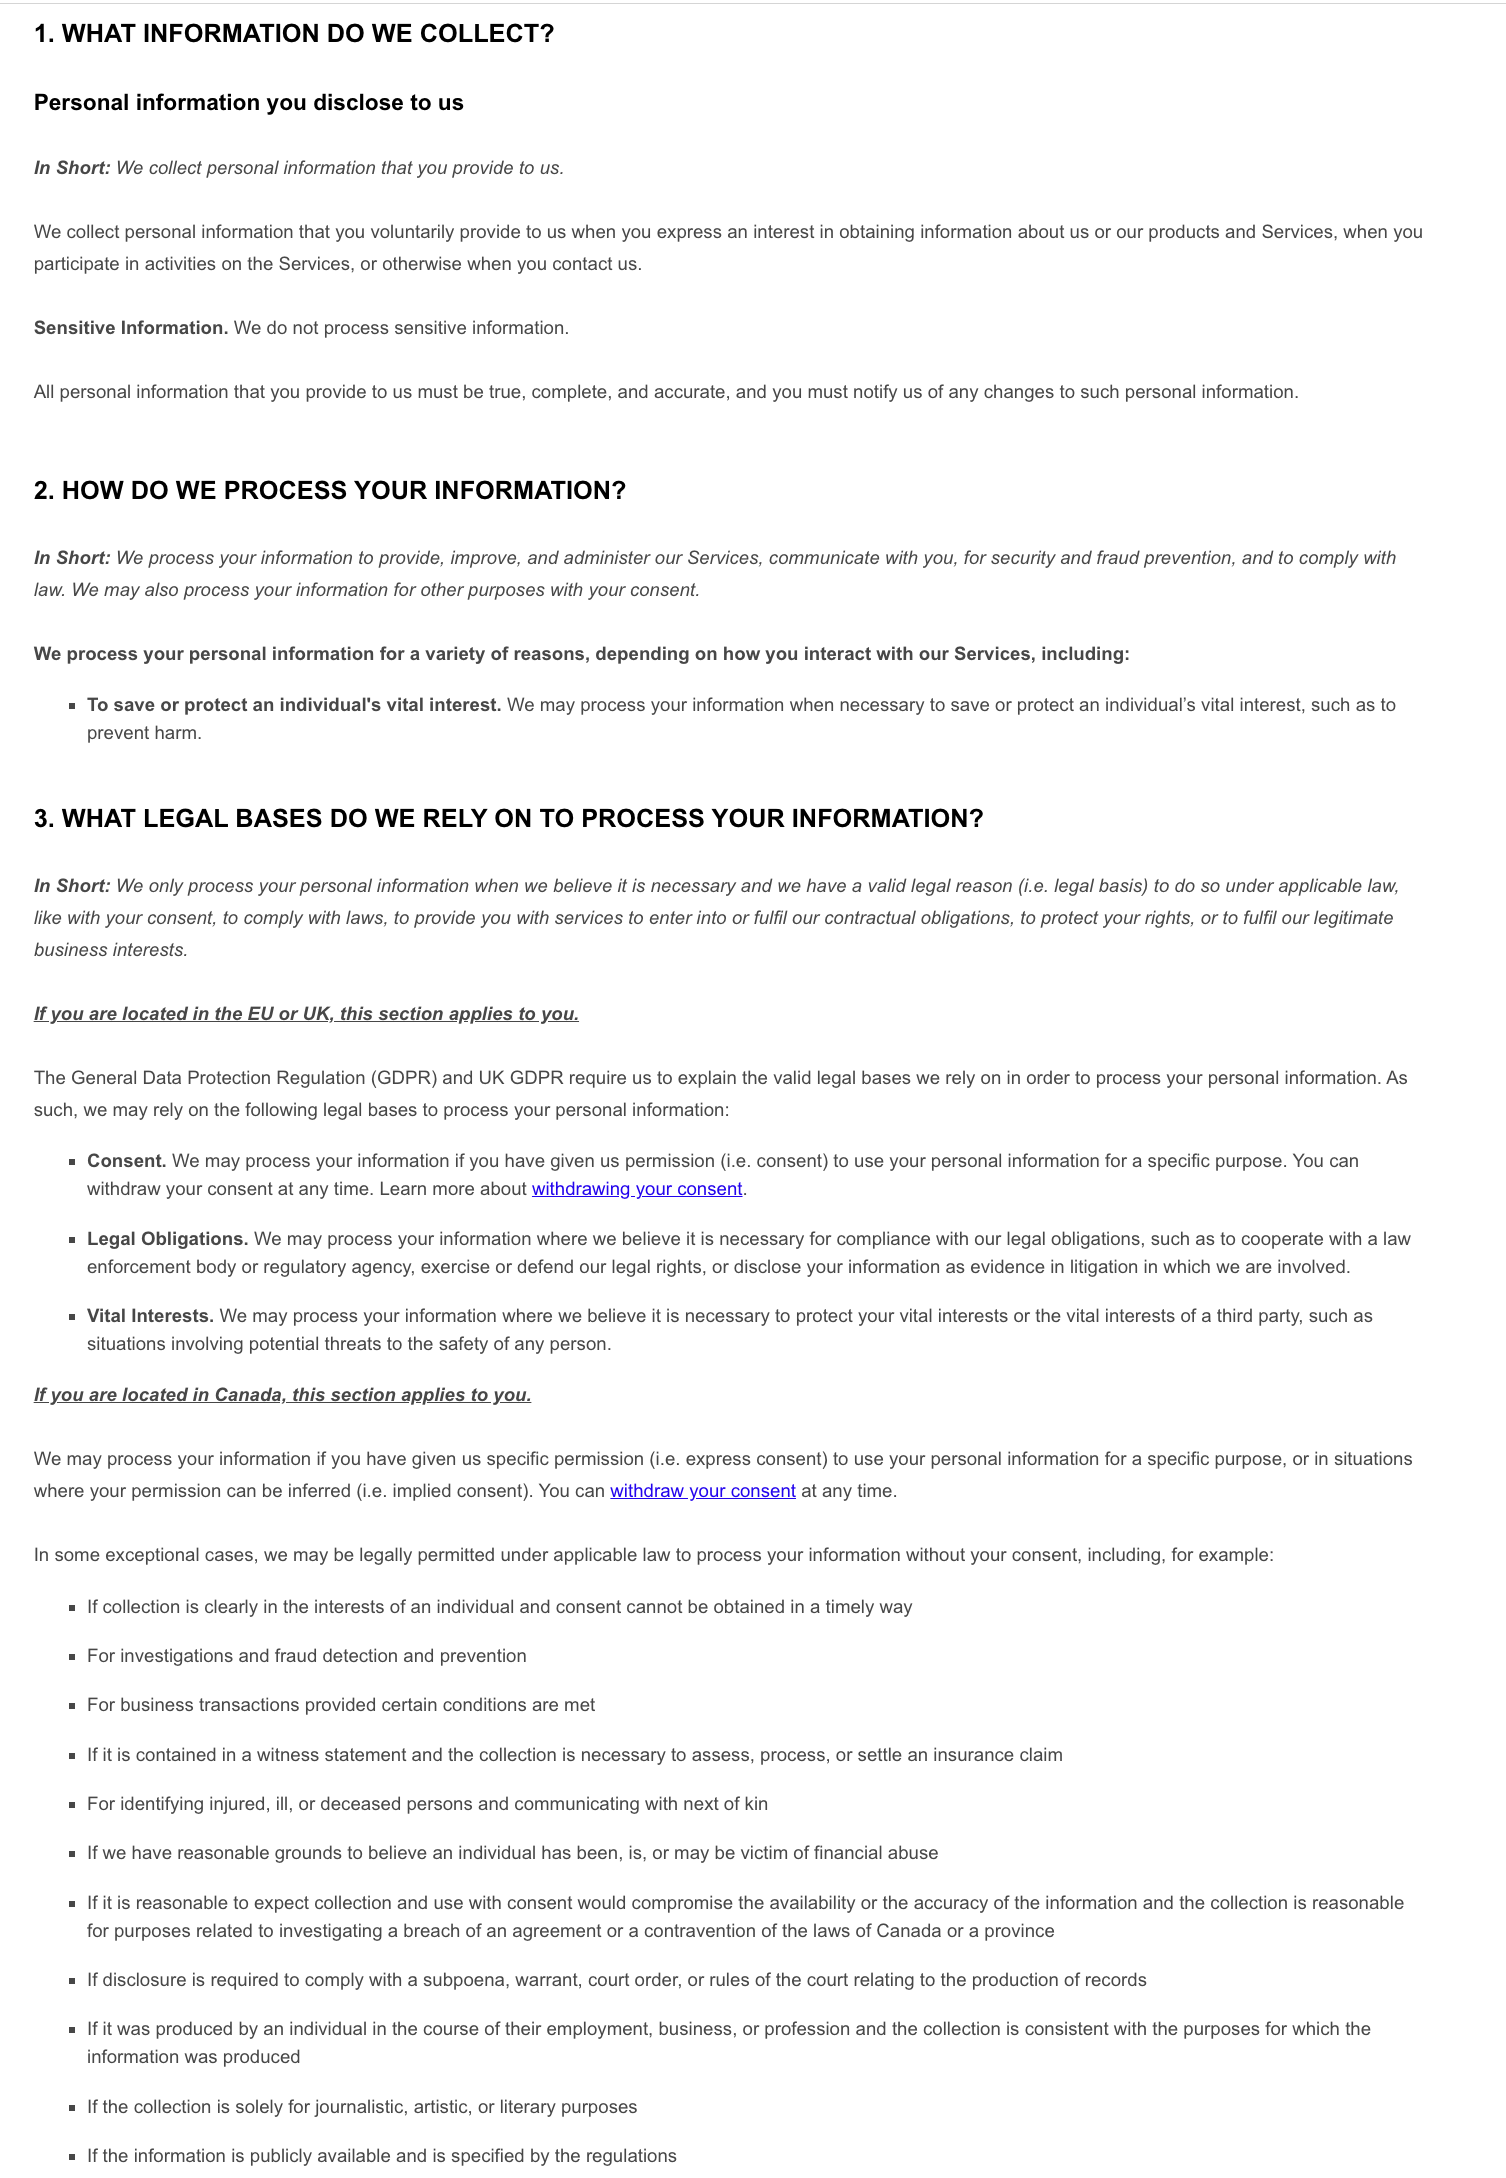 1. WHAT INFORMATION DO WE COLLECT?
Personal information you disclose to us
In Short: We collect personal information that you provide to us.
We collect personal information that you voluntarily provide to us when you express an interest in obtaining information about us or our products and Services, when you
participate in activities on the Services, or otherwise when you contact us.
Sensitive Information. We do not process sensitive information.
All personal information that you provide to us must be true, complete, and accurate, and you must notify us of any changes to such personal information.
2. HOW DO WE PROCESS YOUR INFORMATION?
In Short: We process your information to provide, improve, and administer our Services, communicate with you, for security and fraud prevention, and to comply with
law. We may also process your information for other purposes with your consent.
We process your personal information for a variety of reasons, depending on how you interact with our Services, including:
▪ To save or protect an individual's vital interest. We may process your information when necessary to save or protect an individual’s vital interest, such as to
prevent harm.
3. WHAT LEGAL BASES DO WE RELY ON TO PROCESS YOUR INFORMATION?
In Short: We only process your personal information when we believe it is necessary and we have a valid legal reason (i.e. legal basis) to do so under applicable law,
like with your consent, to comply with laws, to provide you with services to enter into or fulfil our contractual obligations, to protect your rights, or to fulfil our legitimate
business interests.
If you are located in the EU or UK, this section applies to you.
The General Data Protection Regulation (GDPR) and UK GDPR require us to explain the valid legal bases we rely on in order to process your personal information. As
such, we may rely on the following legal bases to process your personal information:
▪ Consent. We may process your information if you have given us permission (i.e. consent) to use your personal information for a specific purpose. You can
withdraw your consent at any time. Learn more about withdrawing your consent.
▪ Legal Obligations. We may process your information where we believe it is necessary for compliance with our legal obligations, such as to cooperate with a law
enforcement body or regulatory agency, exercise or defend our legal rights, or disclose your information as evidence in litigation in which we are involved.
▪ Vital Interests. We may process your information where we believe it is necessary to protect your vital interests or the vital interests of a third party, such as
situations involving potential threats to the safety of any person.
If you are located in Canada, this section applies to you.
We may process your information if you have given us specific permission (i.e. express consent) to use your personal information for a specific purpose, or in situations
where your permission can be inferred (i.e. implied consent). You can withdraw your consent at any time.
In some exceptional cases, we may be legally permitted under applicable law to process your information without your consent, including, for example:
▪ If collection is clearly in the interests of an individual and consent cannot be obtained in a timely way
▪ For investigations and fraud detection and prevention
▪ For business transactions provided certain conditions are met
▪ If it is contained in a witness statement and the collection is necessary to assess, process, or settle an insurance claim
▪ For identifying injured, ill, or deceased persons and communicating with next of kin
▪ If we have reasonable grounds to believe an individual has been, is, or may be victim of financial abuse
▪ If it is reasonable to expect collection and use with consent would compromise the availability or the accuracy of the information and the collection is reasonable
for purposes related to investigating a breach of an agreement or a contravention of the laws of Canada or a province
▪ If disclosure is required to comply with a subpoena, warrant, court order, or rules of the court relating to the production of records
▪ If it was produced by an individual in the course of their employment, business, or profession and the collection is consistent with the purposes for which the
information was produced
▪ If the collection is solely for journalistic, artistic, or literary purposes
▪ If the information is publicly available and is specified by the regulations